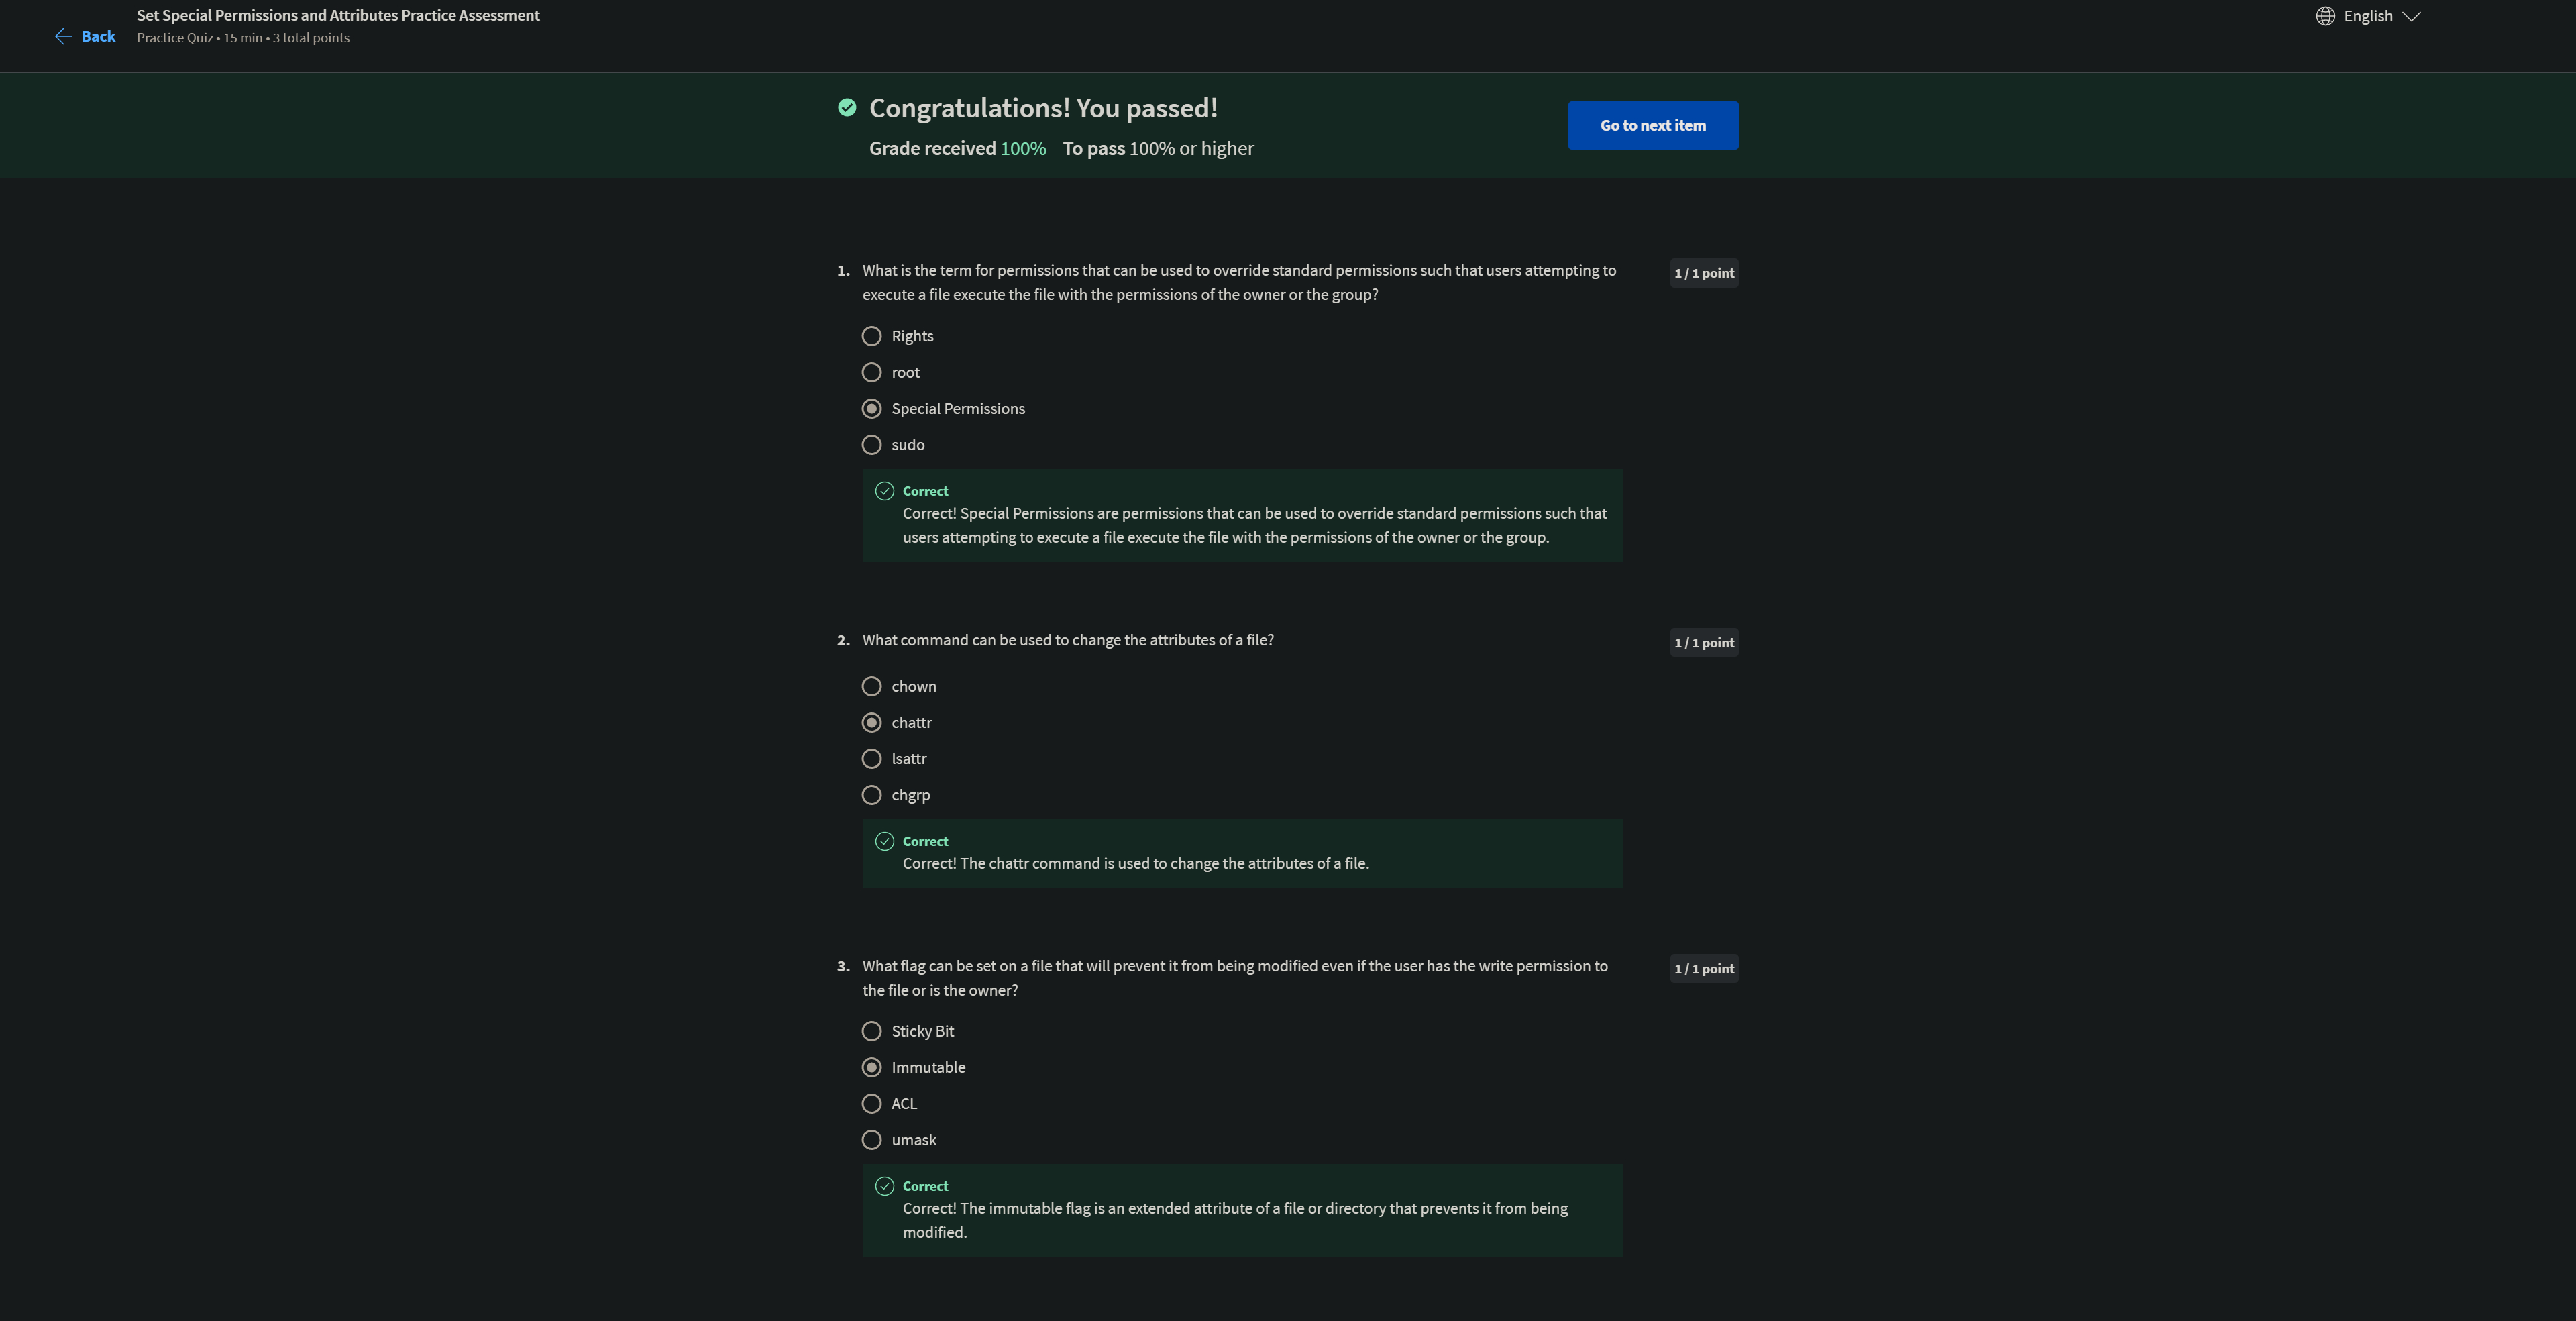 Set Special Permissions and Attributes Practice Assessment
Back
Practice Quiz • 15 min • 3 total points
English
Congratulations! You passed!
Grade received 100% To pass 100% or higher
Go to next item
1. What is the term for permissions that can be used to override standard permissions such that users attempting to
execute a file execute the file with the permissions of the owner or the group?
1 / 1 point
Rights
root
Special Permissions
sudo
Correct
Correct! Special Permissions are permissions that can be used to override standard permissions such that
users attempting to execute a file execute the file with the permissions of the owner or the group.
2. What command can be used to change the attributes of a file?
1 / 1 point
chown
chattr
lsattr
chgrp
Correct
Correct! The chattr command is used to change the attributes of a file.
3. What flag can be set on a file that will prevent it from being modified even if the user has the write permission to
the file or is the owner?
1 / 1 point
Sticky Bit
Immutable
ACL
umask
Correct
Correct! The immutable flag is an extended attribute of a file or directory that prevents it from being
modified.